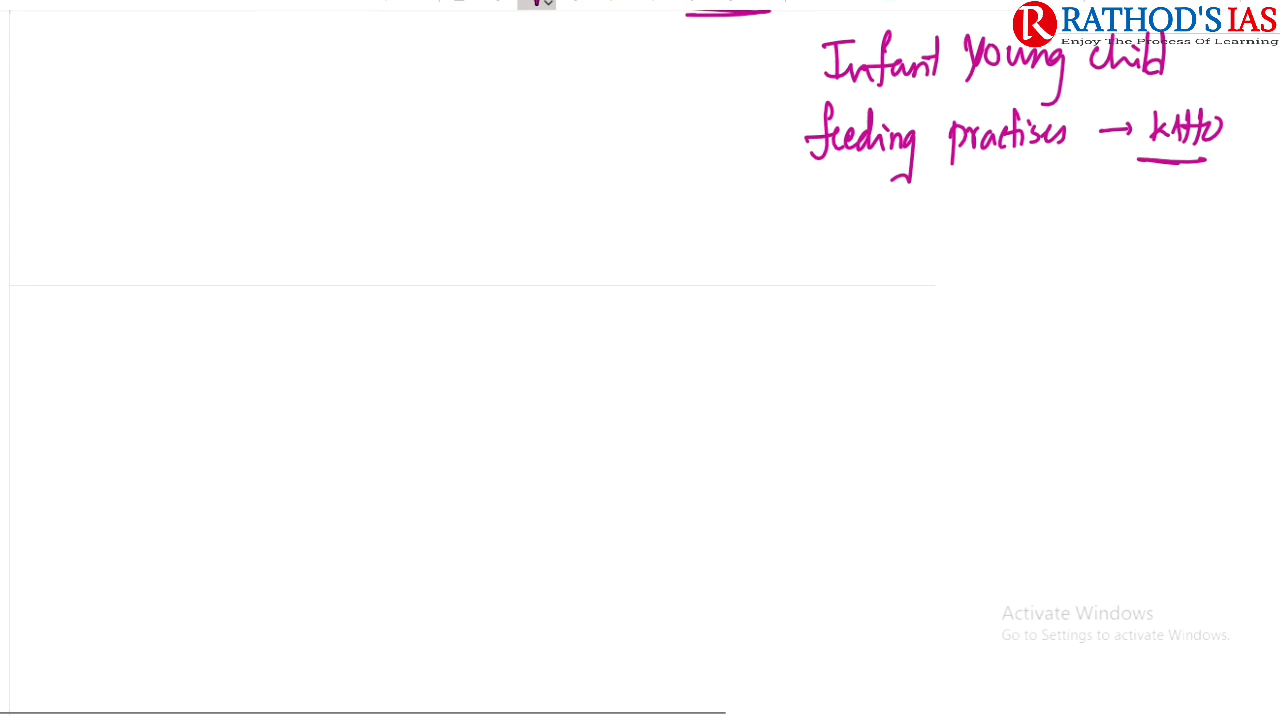 RATHOD'S IAS
Enjoy The Process Of Learning
Infant young child
feeding practises →
Activate Windows
Go to Settings to activate Windows.